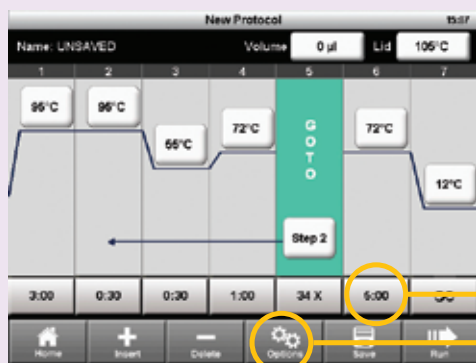 New Protocol 15:07
Name: UNSAVED Volume 0 µl Lid 105°C
1 2 3 4 5 6 7
95°C 95°C 55°C 72°C GOTO 72°C 12°C
Step 2
3:00 0:30 0:30 1:00 34 X 5:00
Home Insert Delete Options Save Run